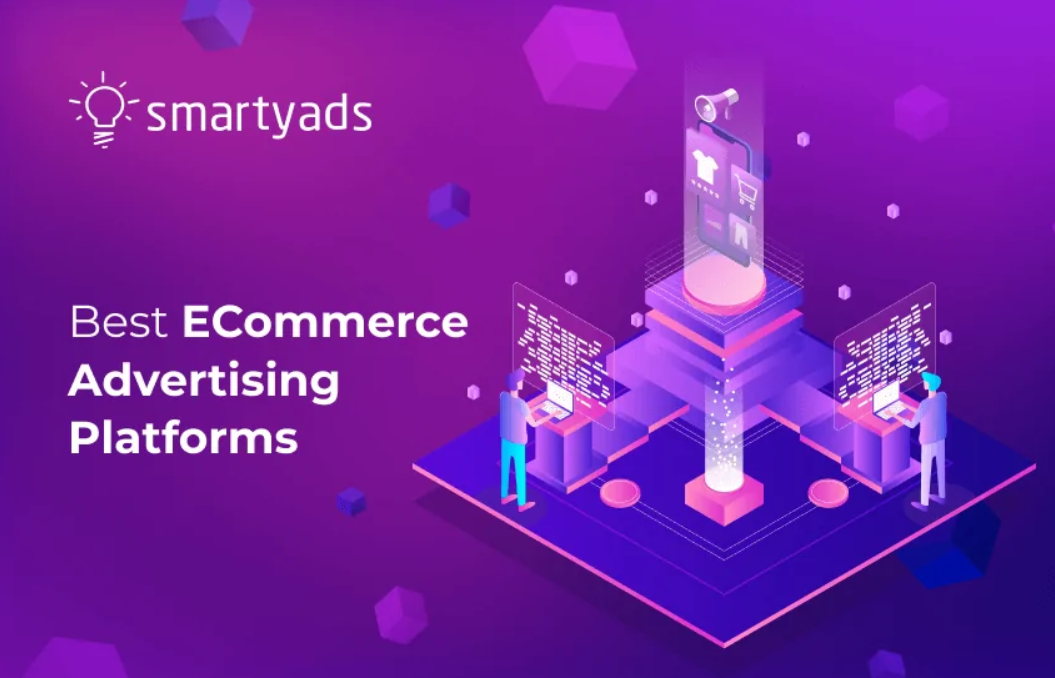 smartyads
Best ECommerce
Advertising
Platforms